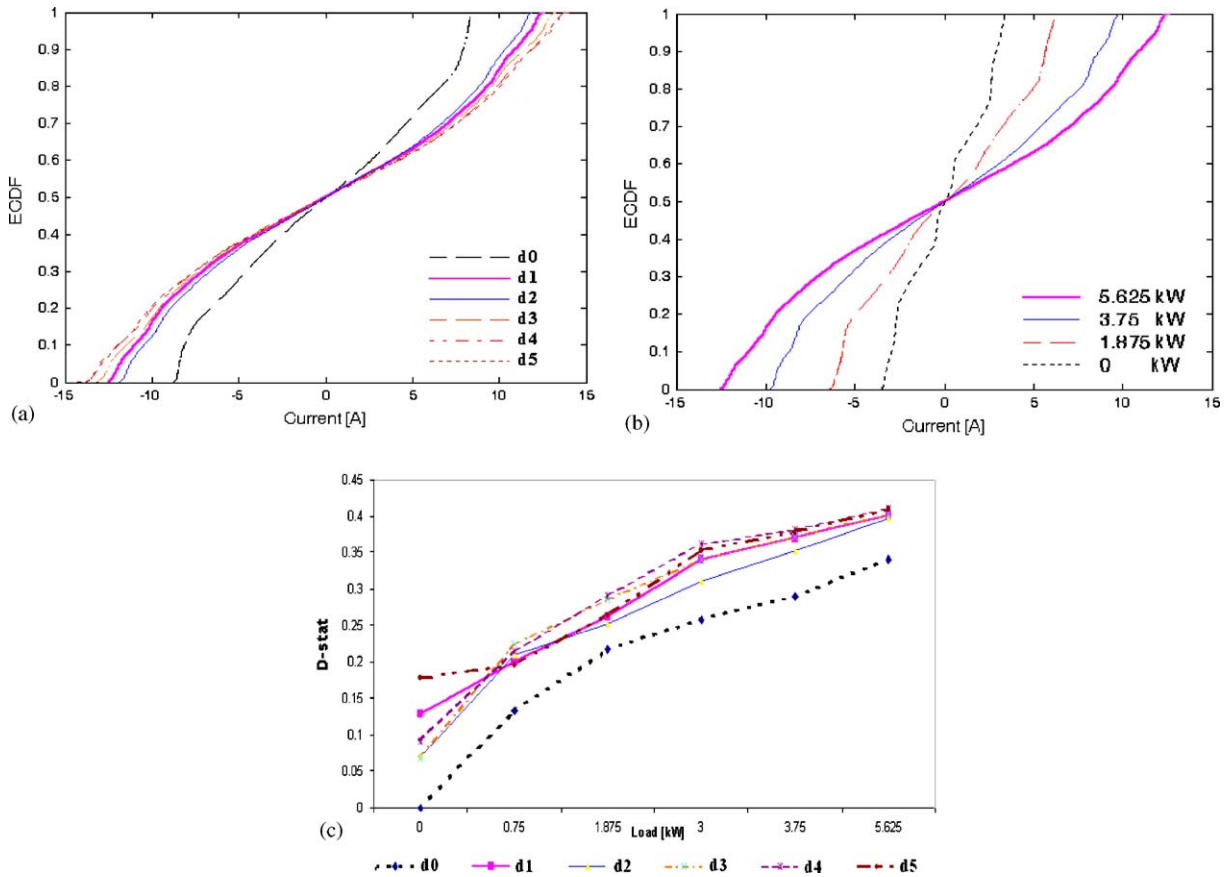 1
0.9
0.8
0.7
0.6
0.5
0.4
0.3
0.2
0.1
0
ECDF
-15 -10 -5 0 5 10 15
Current [A]
d0
d1
d2
d3
d4
d5
(a)
1
0.9
0.8
0.7
0.6
0.5
0.4
0.3
0.2
0.1
0
ECDF
-15 -10 -5 0 5 10 15
Current [A]
5.625 kW
3.75 kW
1.875 kW
0 kW
(b)
0.45
0.4
0.35
0.3
0.25
0.2
0.15
0.1
0.05
0
D-stat
0 0.75 1.875 3 3.75 5.625
Load [kW]
(c)
d0 d1 d2 d3 d4 d5